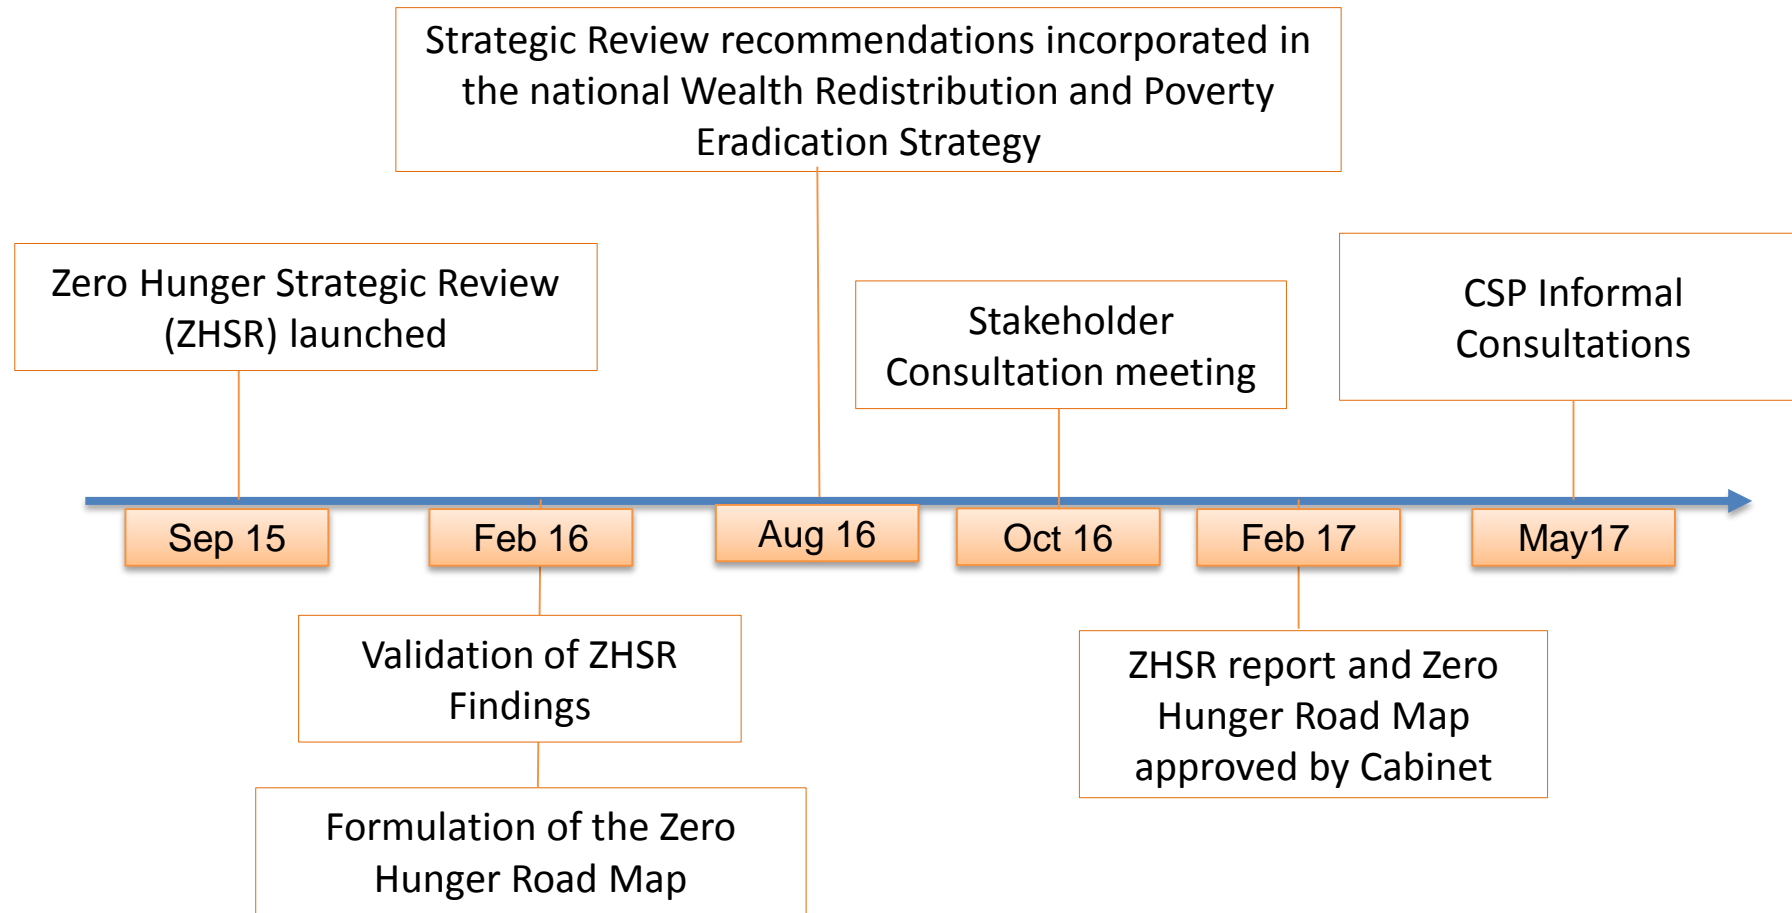 Strategic Review recommendations incorporated in
the national Wealth Redistribution and Poverty
Eradication Strategy
Zero Hunger Strategic Review
(ZHSR) launched
Stakeholder
Consultation meeting
CSP Informal
Consultations
Sep 15
Feb 16
Aug 16
Oct 16
Feb 17
May17
Validation of ZHSR
Findings
ZHSR report and Zero
Hunger Road Map
approved by Cabinet
Formulation of the Zero
Hunger Road Map